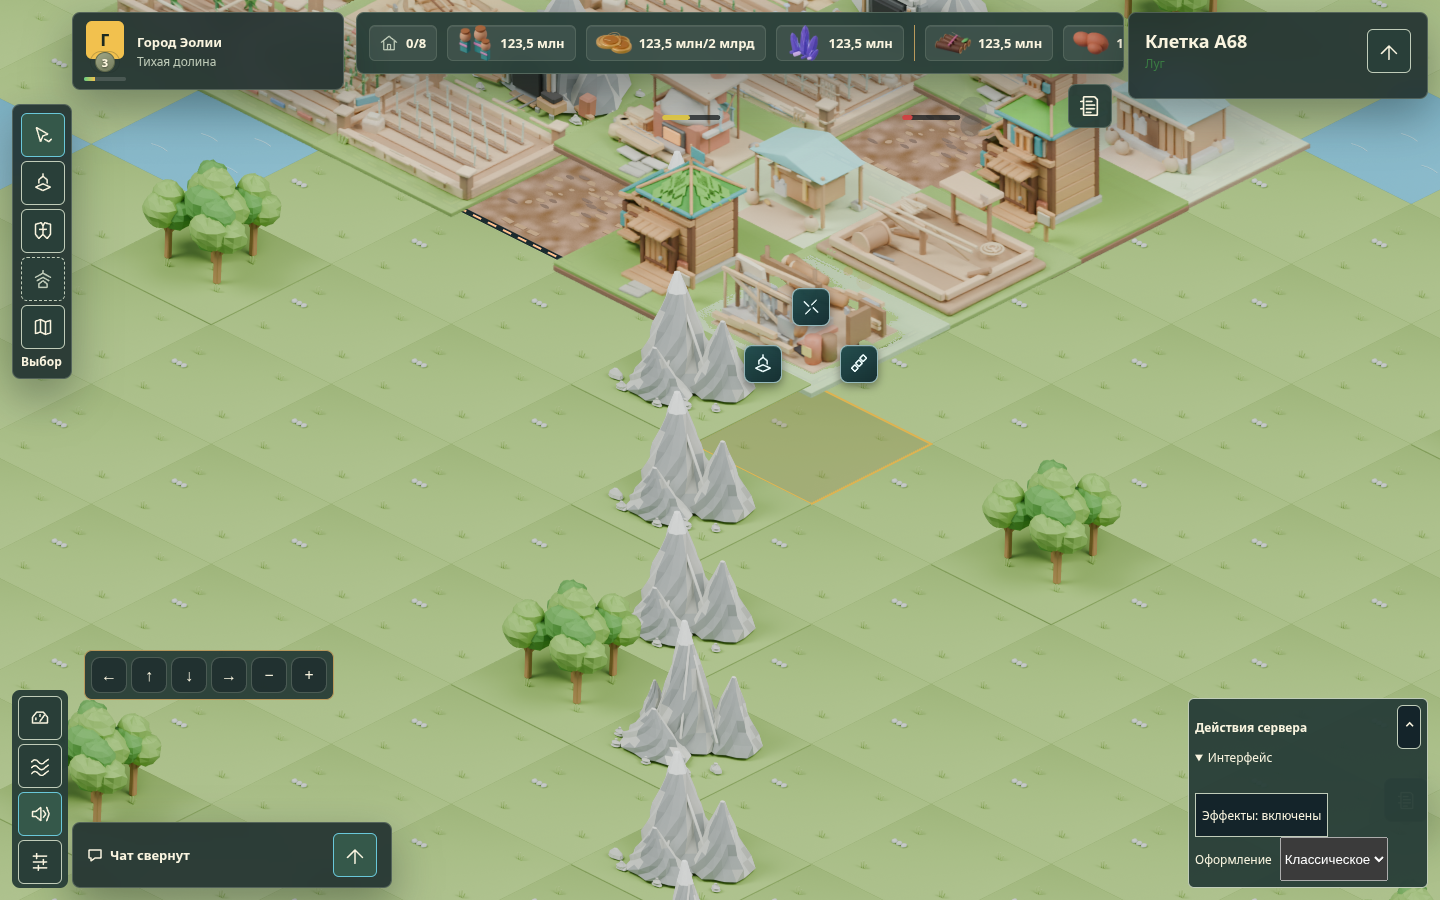 Г
3
Город Эолии
Тихая долина
0/8
123,5 млн
123,5 млн/2 млрд
123,5 млн
123,5 млн
1
Клетка A68
Луг
Выбор
← ↑ ↓ → − +
Чат свернут
Действия сервера
▼ Интерфейс
Эффекты: включены
Оформление
Классическое